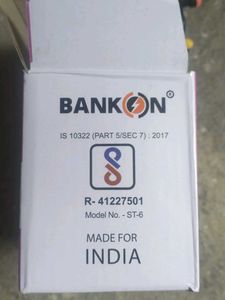 BANKON®
IS 10322 (PART 5/SEC 7) : 2017
R- 41227501
Model No. - ST-6
MADE FOR
INDIA